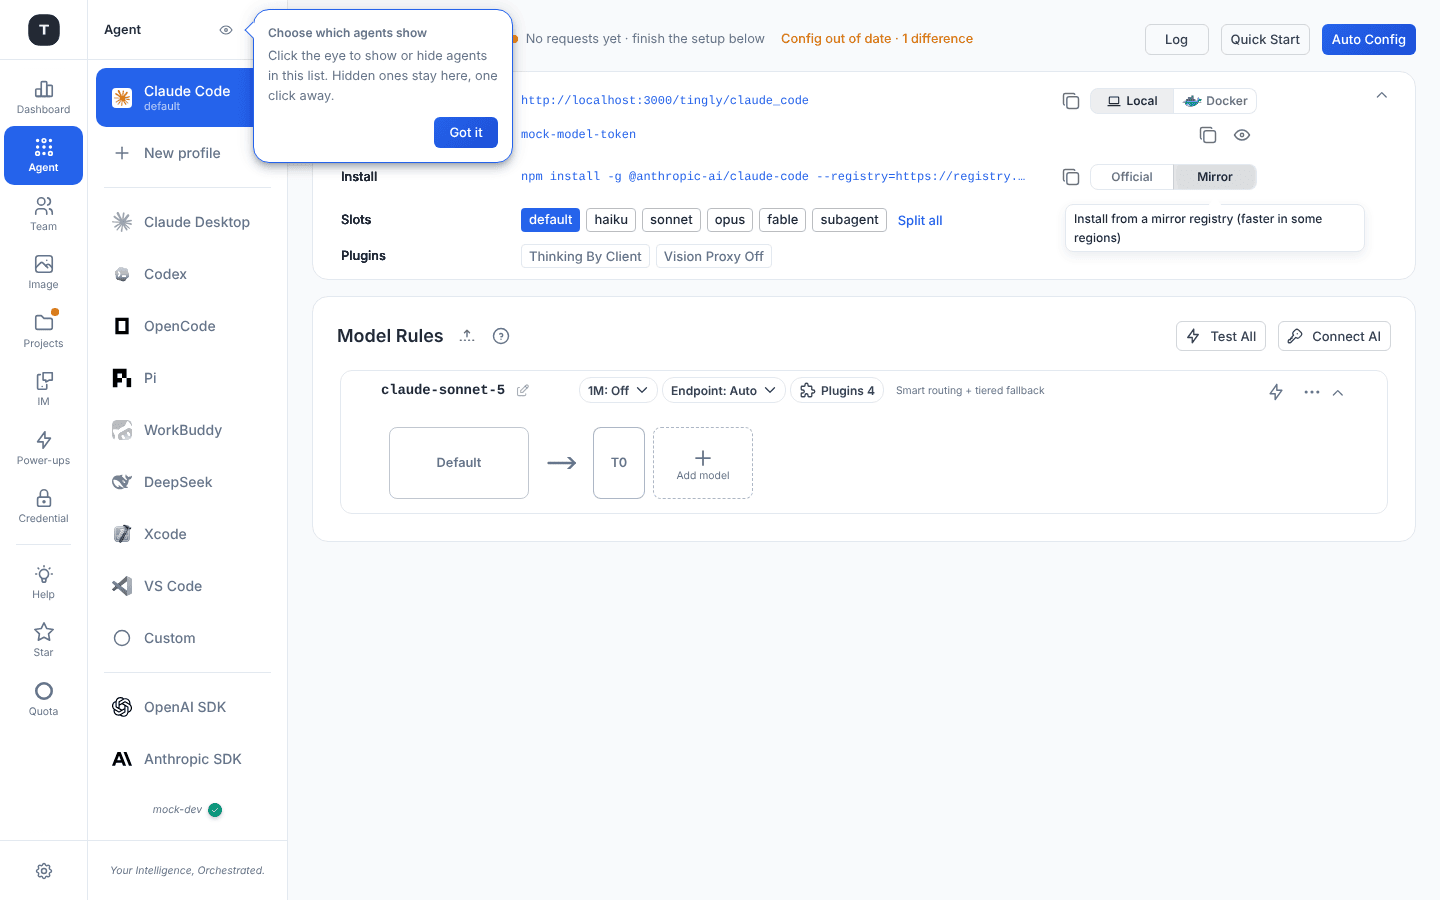 T
Dashboard
Agent
Team
Image
Projects
IM
Power-ups
Credential
Help
Star
Quota
Agent
Claude Code
default
New profile
Claude Desktop
Codex
OpenCode
Pi
WorkBuddy
DeepSeek
Xcode
VS Code
Custom
OpenAI SDK
Anthropic SDK
mock-dev
Your Intelligence, Orchestrated.
Choose which agents show
Click the eye to show or hide agents
in this list. Hidden ones stay here, one
click away.
Got it
No requests yet · finish the setup below Config out of date · 1 difference
Log Quick Start Auto Config
http://localhost:3000/tingly/claude_code
Local Docker
mock-model-token
Install npm install -g @anthropic-ai/claude-code --registry=https://registry.…
Official Mirror
Install from a mirror registry (faster in some
regions)
Slots default haiku sonnet opus fable subagent Split all
Plugins Thinking By Client Vision Proxy Off
Model Rules
Test All Connect AI
claude-sonnet-5 1M: Off Endpoint: Auto Plugins 4 Smart routing + tiered fallback
Default T0 Add model